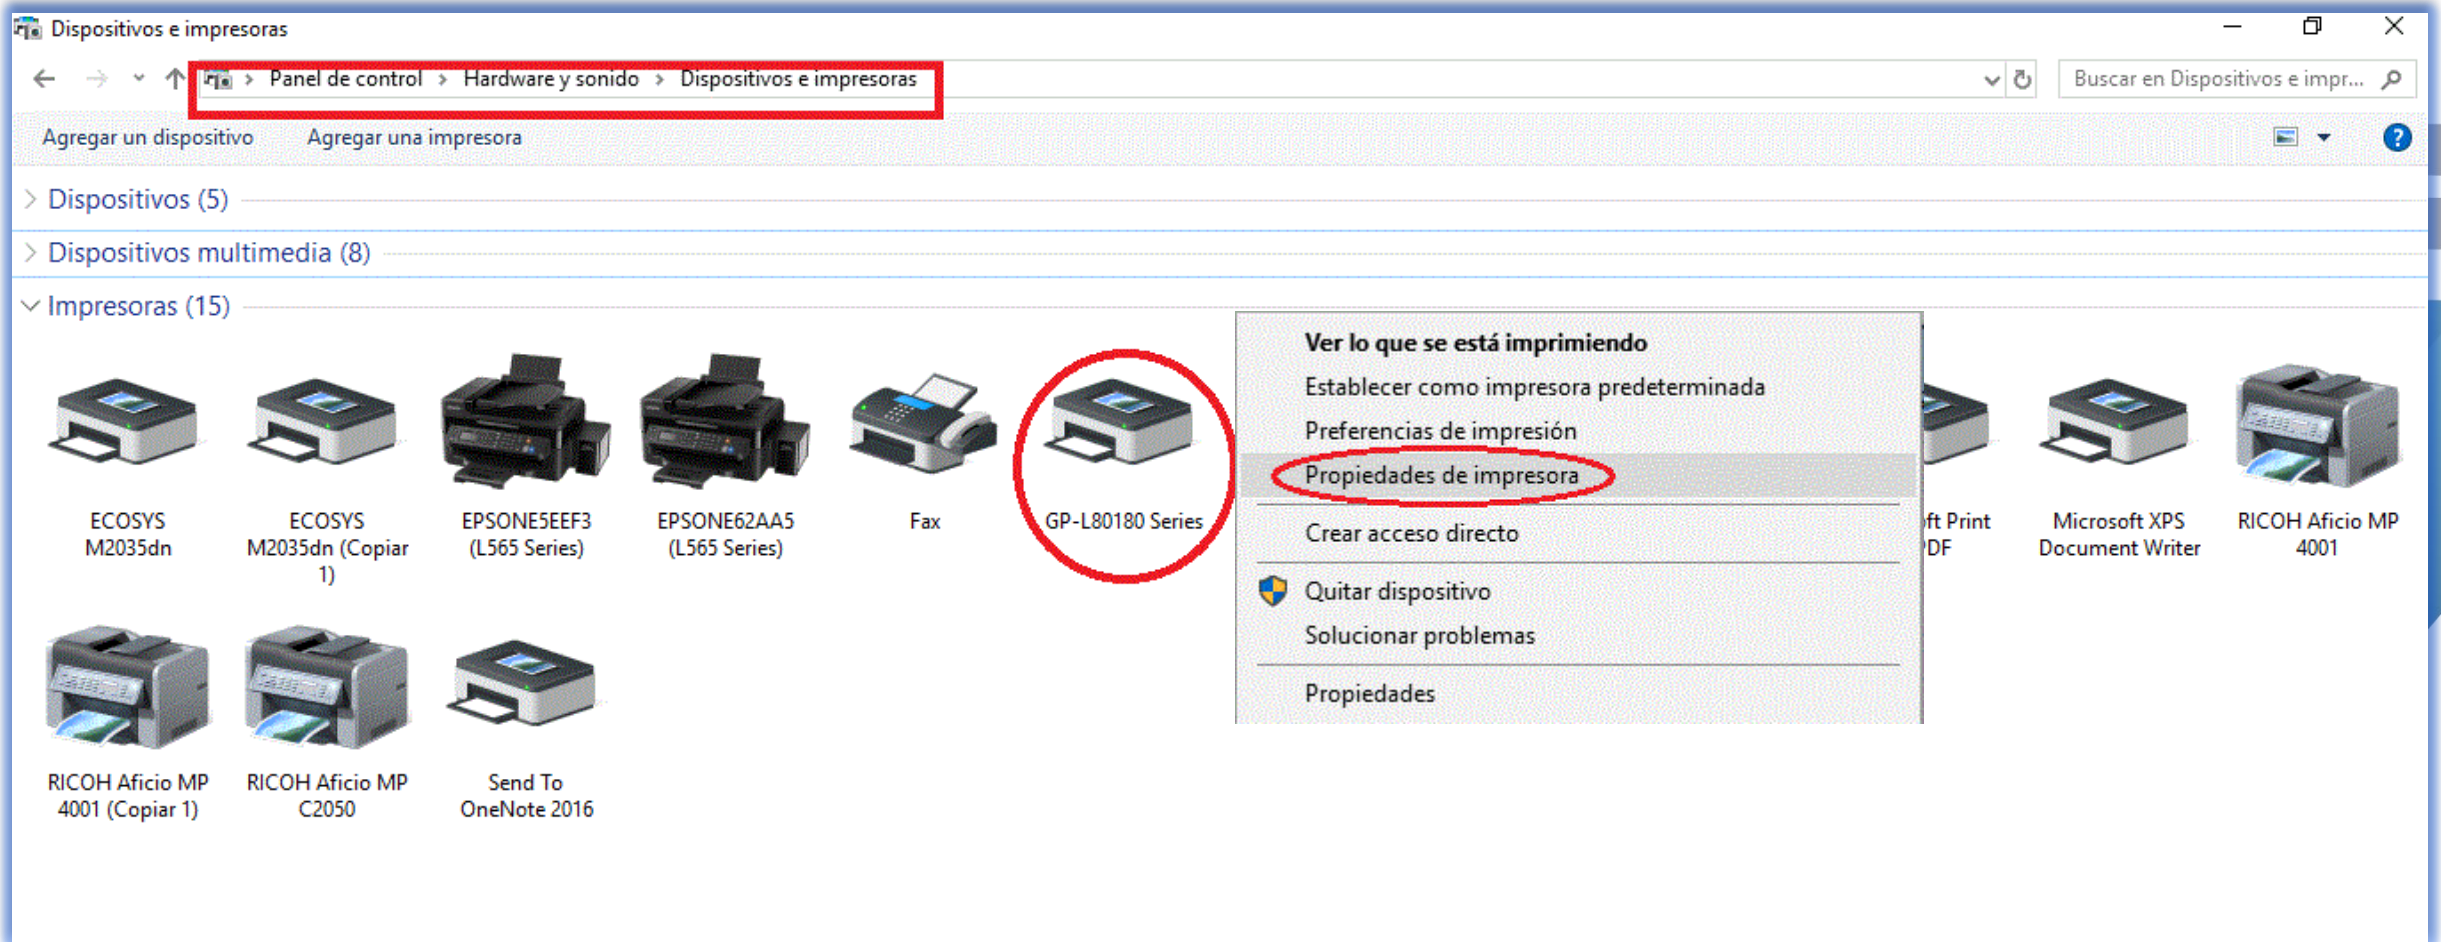 Dispositivos e impresoras
Panel de control > Hardware y sonido > Dispositivos e impresoras
Buscar en Dispositivos e impr...
Agregar un dispositivo
Agregar una impresora
Dispositivos (5)
Dispositivos multimedia (8)
Impresoras (15)
ECOSYS
M2035dn
ECOSYS
M2035dn (Copiar
1)
EPSONE5EEF3
(L565 Series)
EPSONE62AA5
(L565 Series)
Fax
GP-L80180 Series
Ver lo que se está imprimiendo
Establecer como impresora predeterminada
Preferencias de impresión
Propiedades de impresora
Crear acceso directo
Quitar dispositivo
Solucionar problemas
Propiedades
ft Print
DF
Microsoft XPS
Document Writer
RICOH Aficio MP
4001
RICOH Aficio MP
4001 (Copiar 1)
RICOH Aficio MP
C2050
Send To
OneNote 2016